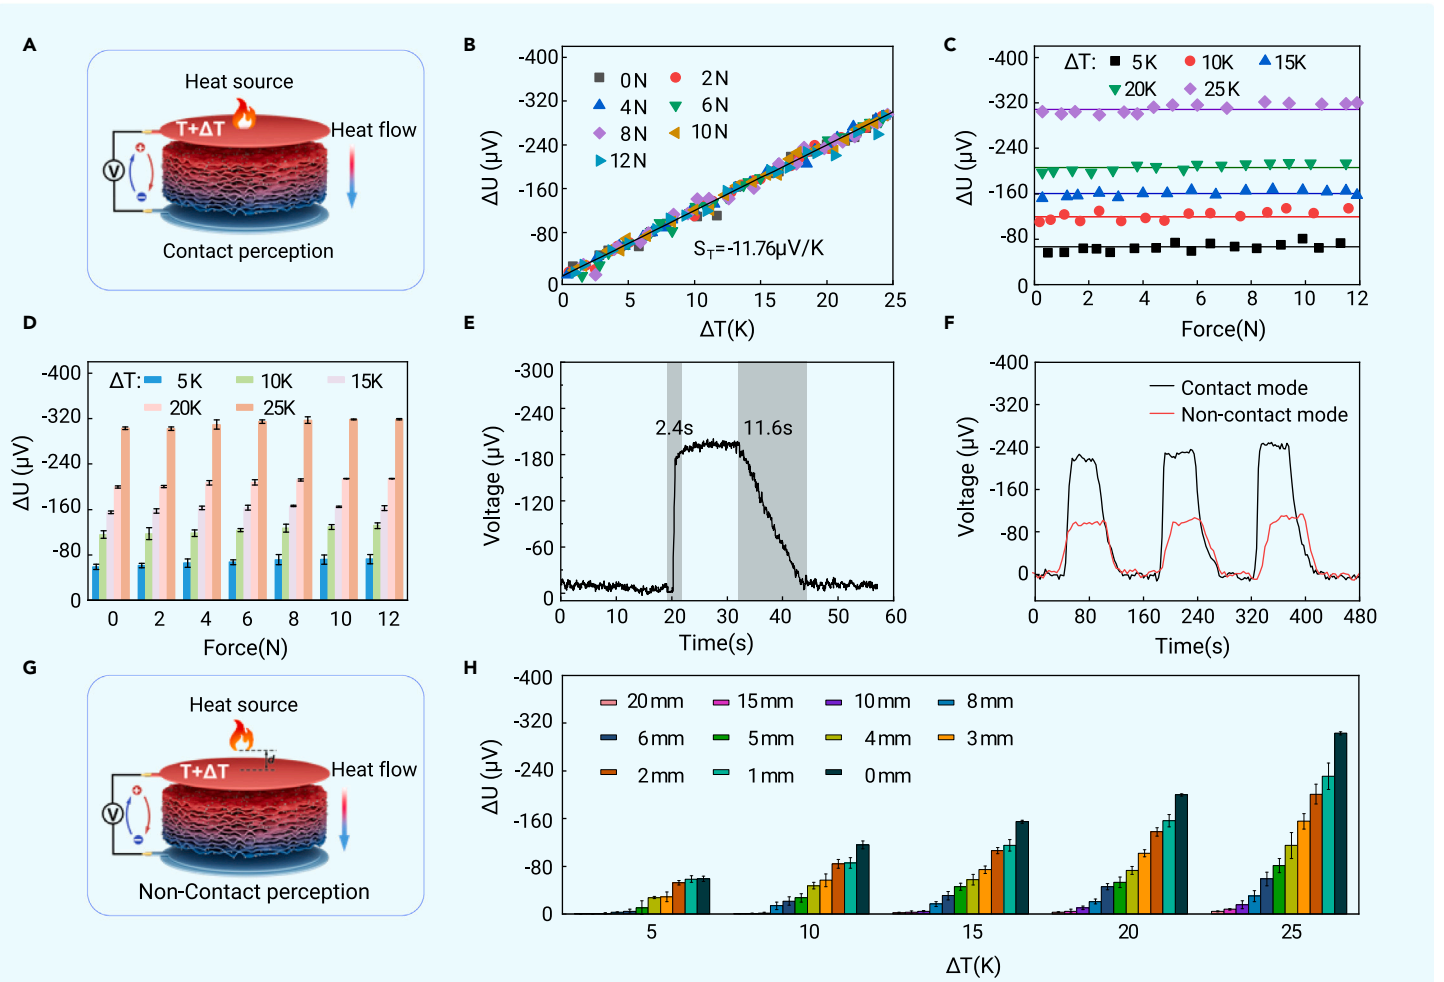 A
Heat source
T+ΔT
Heat flow
V
Contact perception
B
-400
-320
-240
-160
-80
0
ΔU (μV)
0 N
2 N
4 N
6 N
8 N
10 N
12 N
S_T=-11.76μV/K
0 5 10 15 20 25
ΔT(K)
C
-400
-320
-240
-160
-80
0
ΔU (μV)
ΔT: 5 K 10K 15K
20K 25 K
0 2 4 6 8 10 12
Force(N)
D
-400
-320
-240
-160
-80
0
ΔU (μV)
ΔT: 5 K 10K 15K
20K 25K
0 2 4 6 8 10 12
Force(N)
E
-300
-240
-180
-120
-60
0
Voltage (μV)
2.4s
11.6s
0 10 20 30 40 50 60
Time(s)
F
-400
-320
-240
-160
-80
0
Voltage (μV)
Contact mode
Non-contact mode
0 80 160 240 320 400 480
Time(s)
G
Heat source
d
T+ΔT
Heat flow
V
Non-Contact perception
H
-400
-320
-240
-160
-80
0
ΔU (μV)
20 mm 15 mm 10 mm 8 mm
6 mm 5 mm 4 mm 3 mm
2 mm 1 mm 0 mm
5 10 15 20 25
ΔT(K)